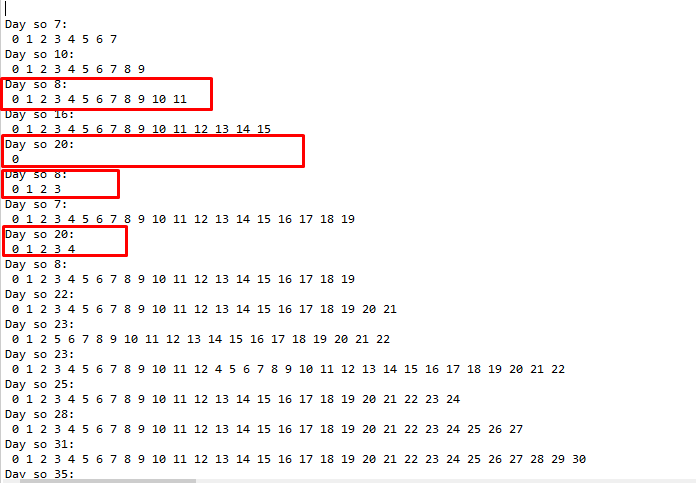 Day so 7:
0 1 2 3 4 5 6 7
Day so 10:
0 1 2 3 4 5 6 7 8 9
Day so 8:
0 1 2 3 4 5 6 7 8 9 10 11
Day so 16:
0 1 2 3 4 5 6 7 8 9 10 11 12 13 14 15
Day so 20:
0
Day so 8:
0 1 2 3
Day so 7:
0 1 2 3 4 5 6 7 8 9 10 11 12 13 14 15 16 17 18 19
Day so 20:
0 1 2 3 4
Day so 8:
0 1 2 3 4 5 6 7 8 9 10 11 12 13 14 15 16 17 18 19
Day so 22:
0 1 2 3 4 5 6 7 8 9 10 11 12 13 14 15 16 17 18 19 20 21
Day so 23:
0 1 2 5 6 7 8 9 10 11 12 13 14 15 16 17 18 19 20 21 22
Day so 23:
0 1 2 3 4 5 6 7 8 9 10 11 12 4 5 6 7 8 9 10 11 12 13 14 15 16 17 18 19 20 21 22
Day so 25:
0 1 2 3 4 5 6 7 8 9 10 11 12 13 14 15 16 17 18 19 20 21 22 23 24
Day so 28:
0 1 2 3 4 5 6 7 8 9 10 11 12 13 14 15 16 17 18 19 20 21 22 23 24 25 26 27
Day so 31:
0 1 2 3 4 5 6 7 8 9 10 11 12 13 14 15 16 17 18 19 20 21 22 23 24 25 26 27 28 29 30
Day so 35: